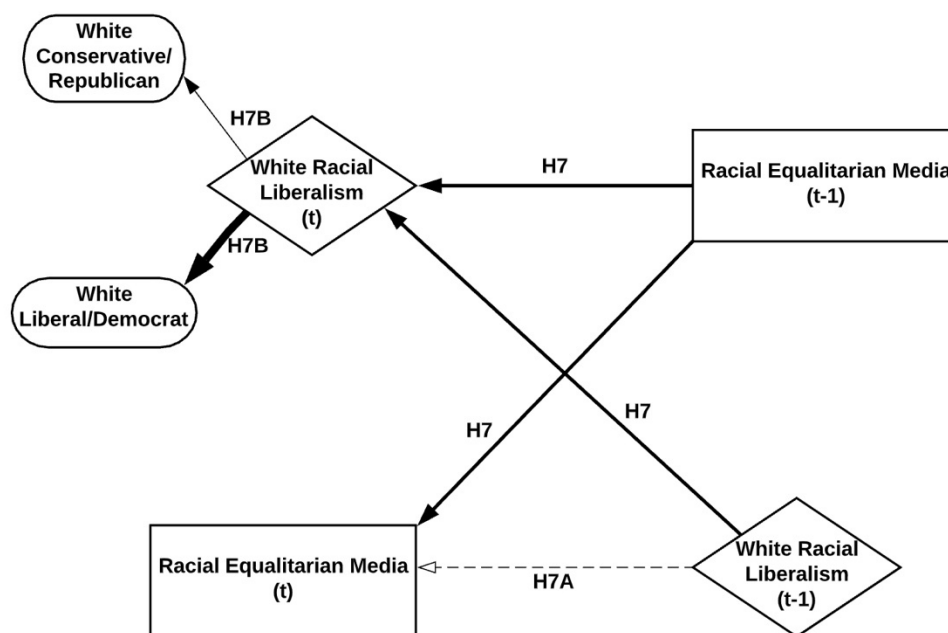 White
Conservative/
Republican
H7B
White Racial
Liberalism
(t)
H7
Racial Equalitarian Media
(t-1)
H7B
White
Liberal/Democrat
H7
H7
Racial Equalitarian Media
(t)
H7A
White Racial
Liberalism
(t-1)